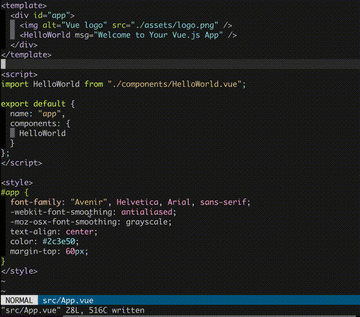 <template>
  <div id="app">
    <img alt="Vue logo" src="./assets/logo.png" />
    <HelloWorld msg="Welcome to Your Vue.js App" />
  </div>
</template>

<script>
import HelloWorld from "./components/HelloWorld.vue";

export default {
  name: "app",
  components: {
    HelloWorld
  }
};
</script>

<style>
#app {
  font-family: "Avenir", Helvetica, Arial, sans-serif;
  -webkit-font-smoothing: antialiased;
  -moz-osx-font-smoothing: grayscale;
  text-align: center;
  color: #2c3e50;
  margin-top: 60px;
}
</style>
~
~
NORMAL src/App.vue
"src/App.vue" 28L, 516C written